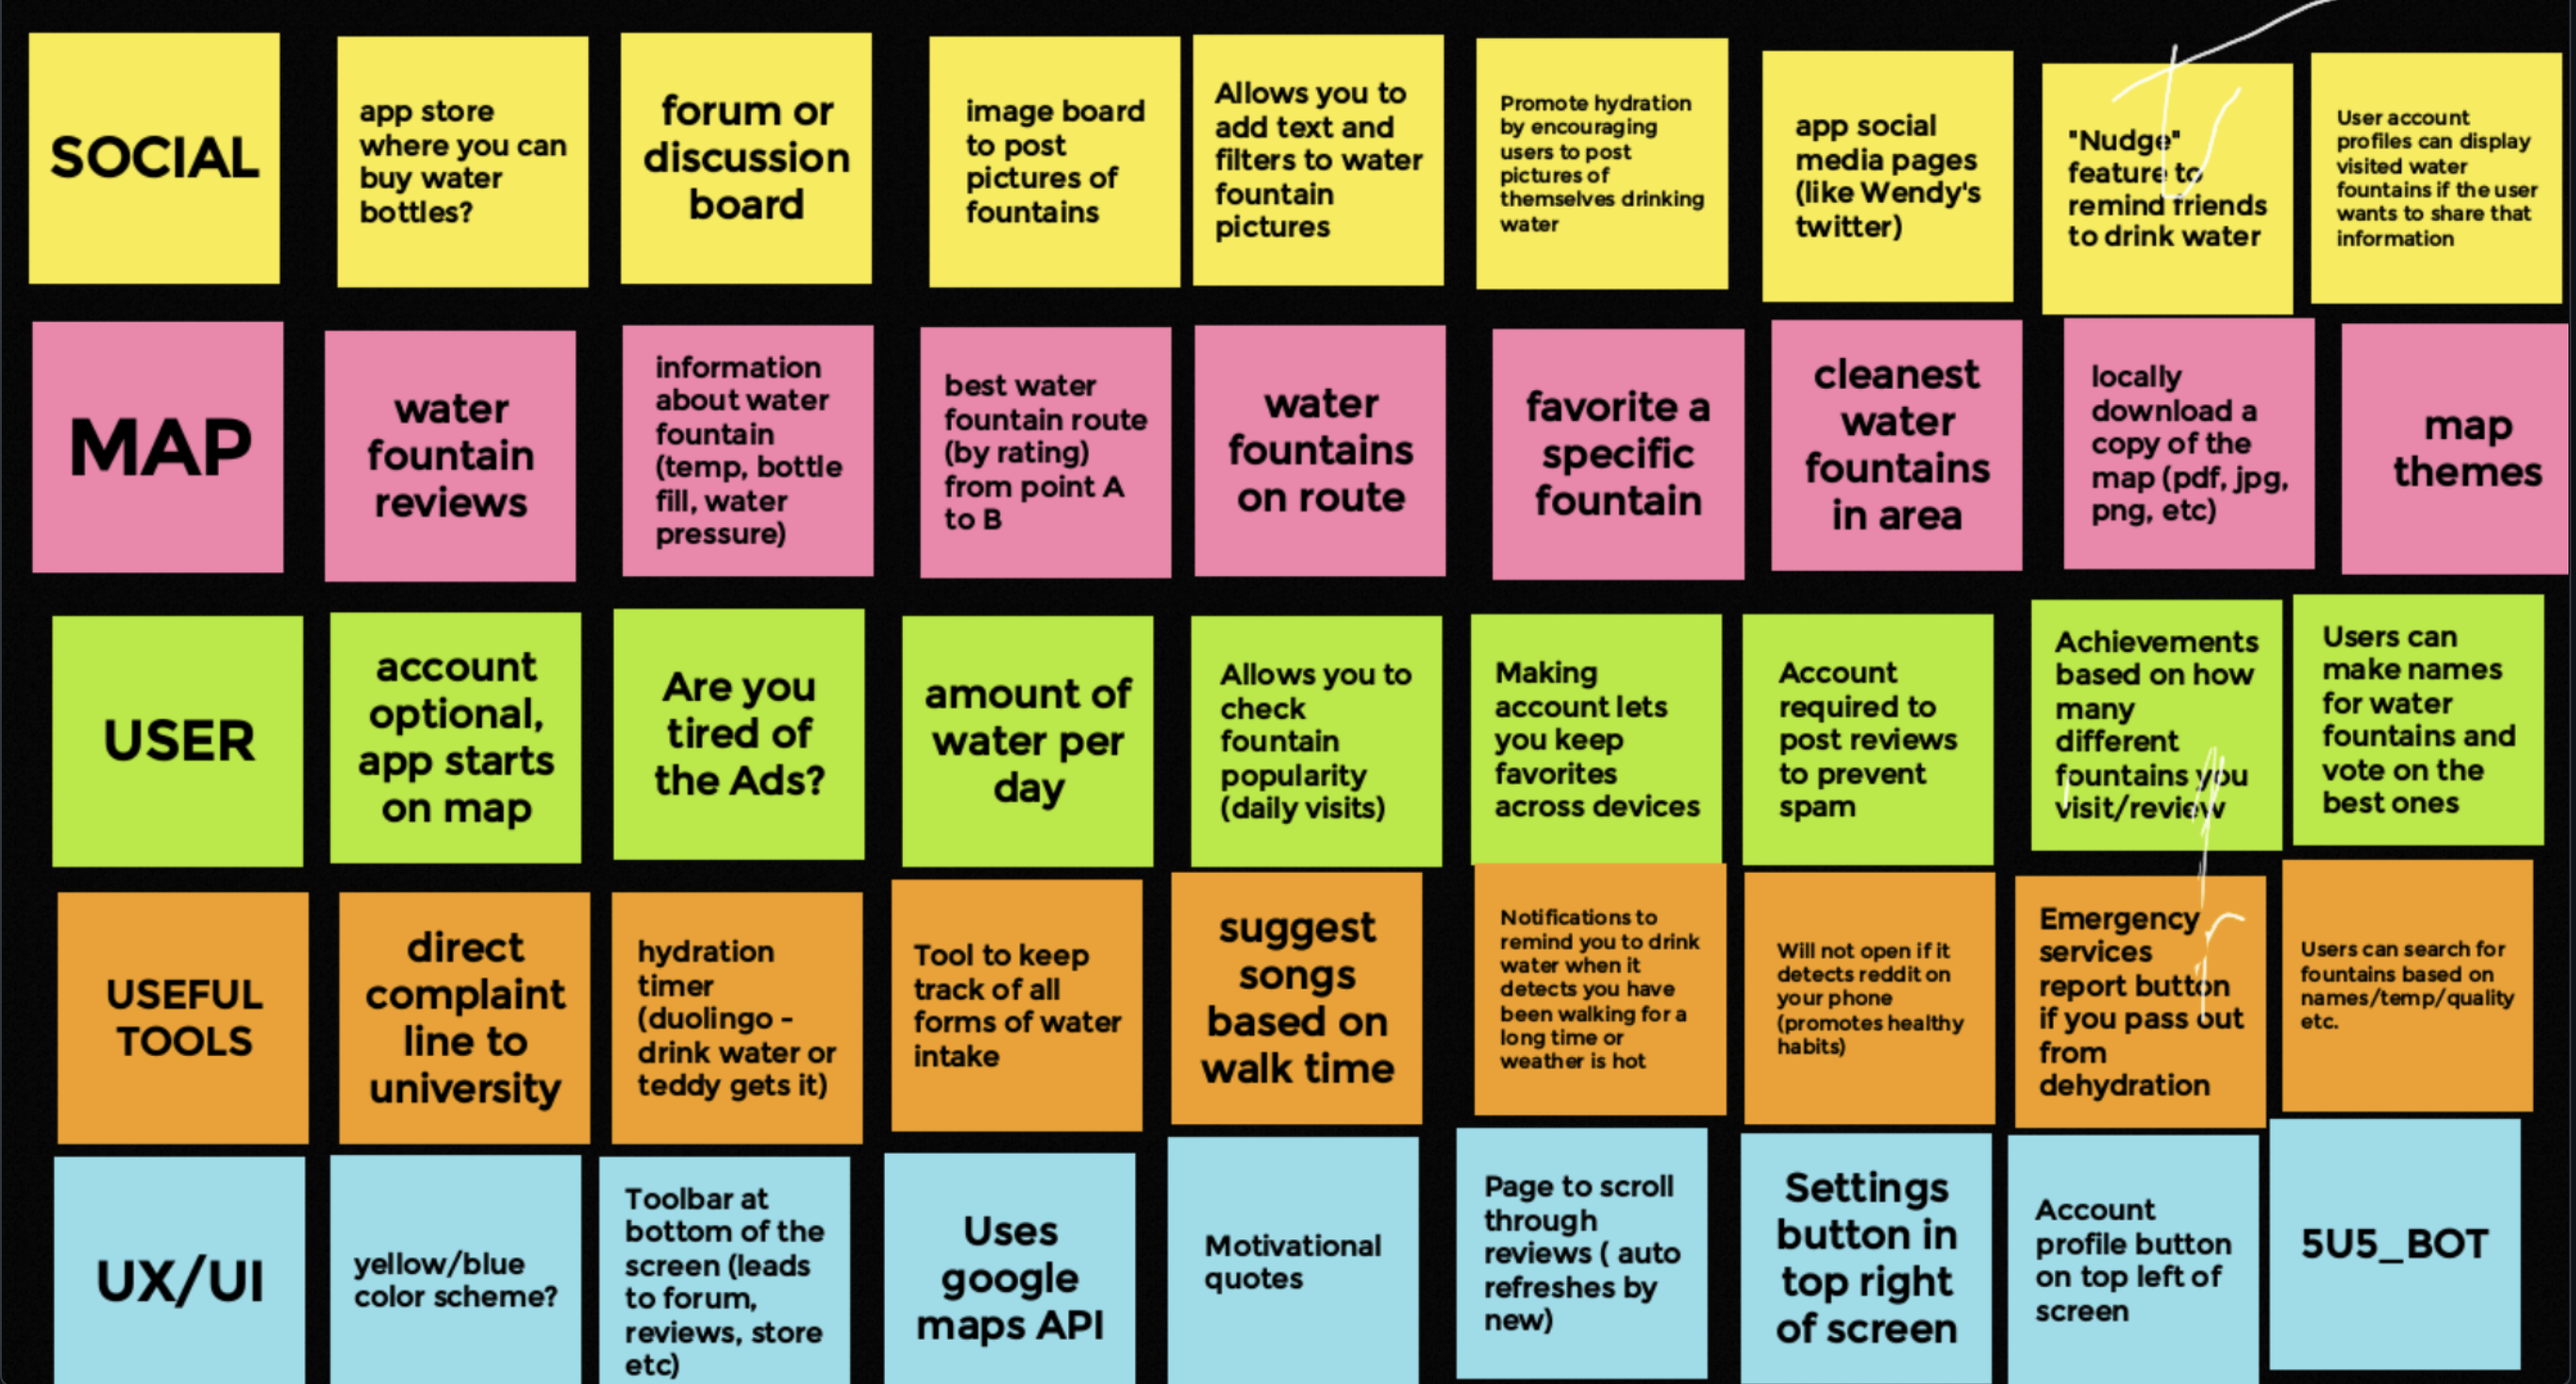 SOCIAL
app store
where you can
buy water
bottles?
forum or
discussion
board
image board
to post
pictures of
fountains
Allows you to
add text and
filters to water
fountain
pictures
Promote hydration
by encouraging
users to post
pictures of
themselves drinking
water
app social
media pages
(like Wendy's
twitter)
"Nudge"
feature to
remind friends
to drink water
User account
profiles can display
visited water
fountains if the user
wants to share that
information
MAP
water
fountain
reviews
information
about water
fountain
(temp, bottle
fill, water
pressure)
best water
fountain route
(by rating)
from point A
to B
water
fountains
on route
favorite a
specific
fountain
cleanest
water
fountains
in area
locally
download a
copy of the
map (pdf, jpg,
png, etc)
map
themes
USER
account
optional,
app starts
on map
Are you
tired of
the Ads?
amount of
water per
day
Allows you to
check
fountain
popularity
(daily visits)
Making
account lets
you keep
favorites
across devices
Account
required to
post reviews
to prevent
spam
Achievements
based on how
many
different
fountains you
visit/review
Users can
make names
for water
fountains and
vote on the
best ones
USEFUL
TOOLS
direct
complaint
line to
university
hydration
timer
(duolingo -
drink water or
teddy gets it)
Tool to keep
track of all
forms of water
intake
suggest
songs
based on
walk time
Notifications to
remind you to drink
water when it
detects you have
been walking for a
long time or
weather is hot
Will not open if it
detects reddit on
your phone
(promotes healthy
habits)
Emergency
services
report button
if you pass out
from
dehydration
Users can search for
fountains based on
names/temp/quality
etc.
UX/UI
yellow/blue
color scheme?
Toolbar at
bottom of the
screen (leads
to forum,
reviews, store
etc)
Uses
google
maps API
Motivational
quotes
Page to scroll
through
reviews ( auto
refreshes by
new)
Settings
button in
top right
of screen
Account
profile button
on top left of
screen
5U5_BOT